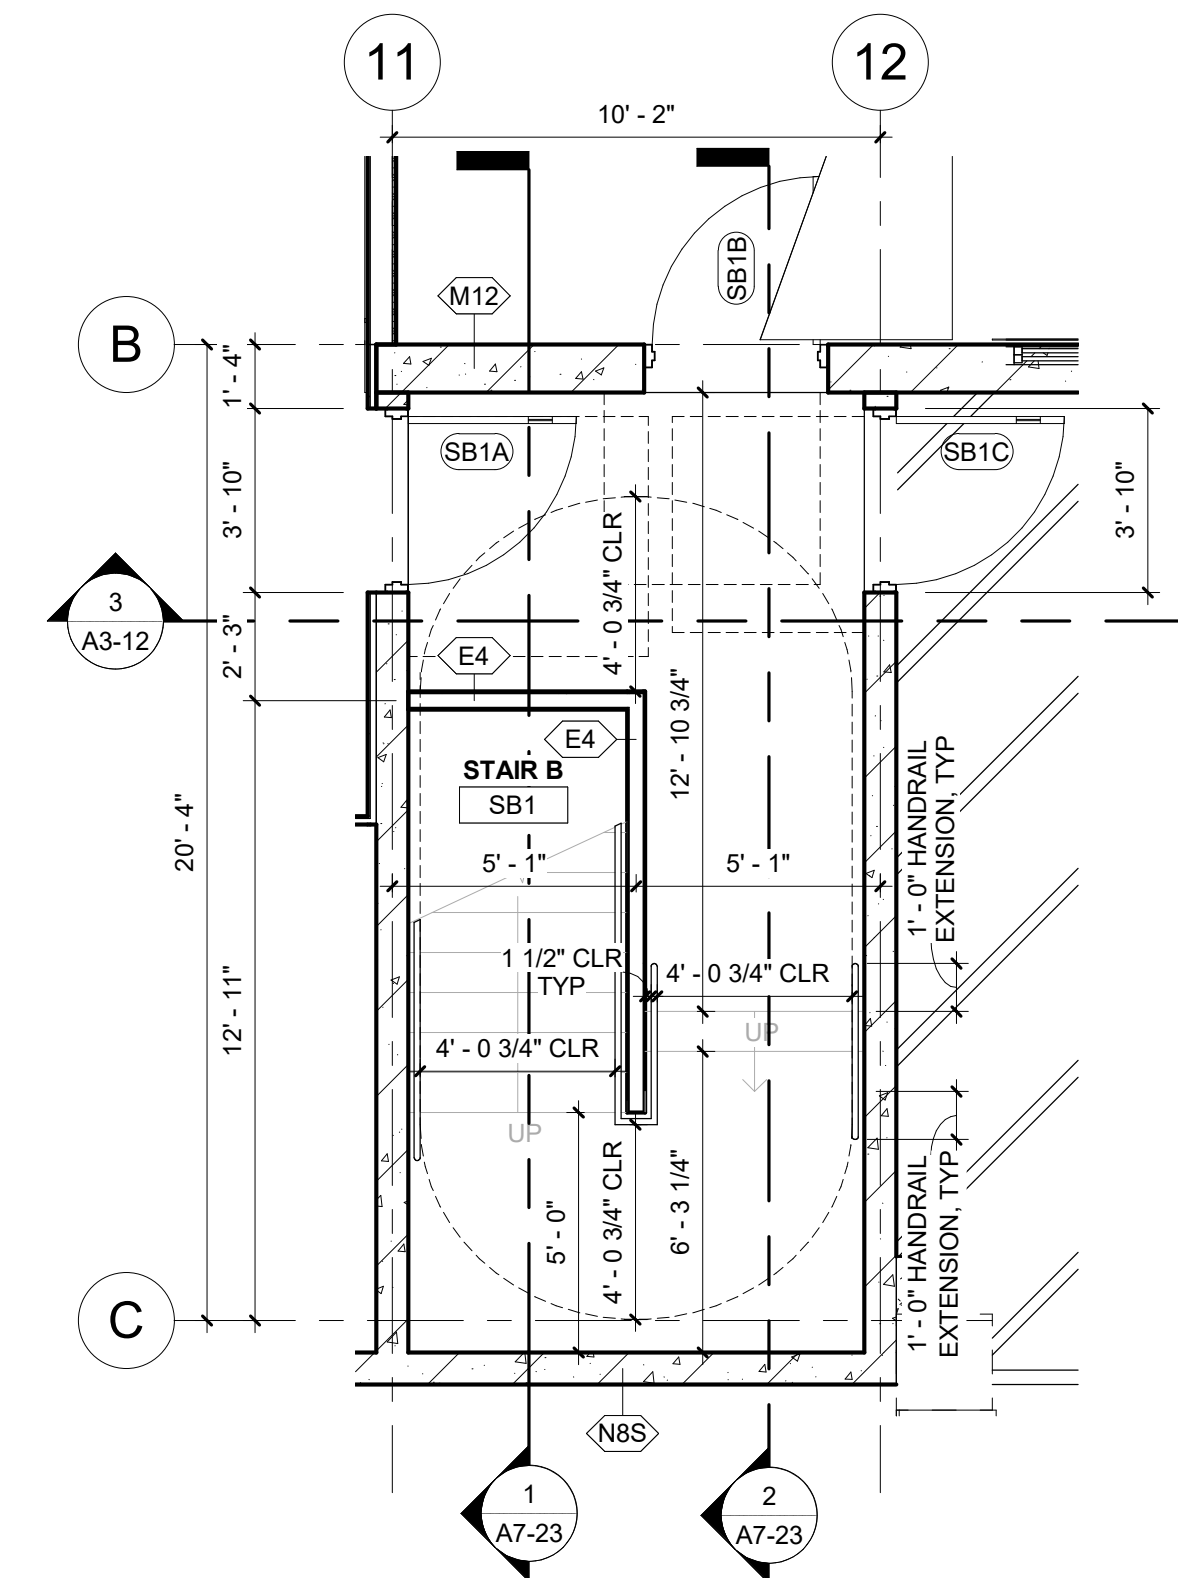 11
12
10' - 2"
SB1B
M12
B
1' - 4"
SB1A
SB1C
3' - 10"
4' - 0 3/4" CLR
3' - 10"
3
A3-12
2' - 3"
E4
E4
12' - 10 3/4"
STAIR B
SB1
1' - 0" HANDRAIL
EXTENSION, TYP
20' - 4"
5' - 1"
5' - 1"
1 1/2" CLR
TYP
4' - 0 3/4" CLR
12' - 11"
UP
4' - 0 3/4" CLR
UP
5' - 0"
4' - 0 3/4" CLR
6' - 3 1/4"
1' - 0" HANDRAIL
EXTENSION, TYP
C
N8S
1
A7-23
2
A7-23